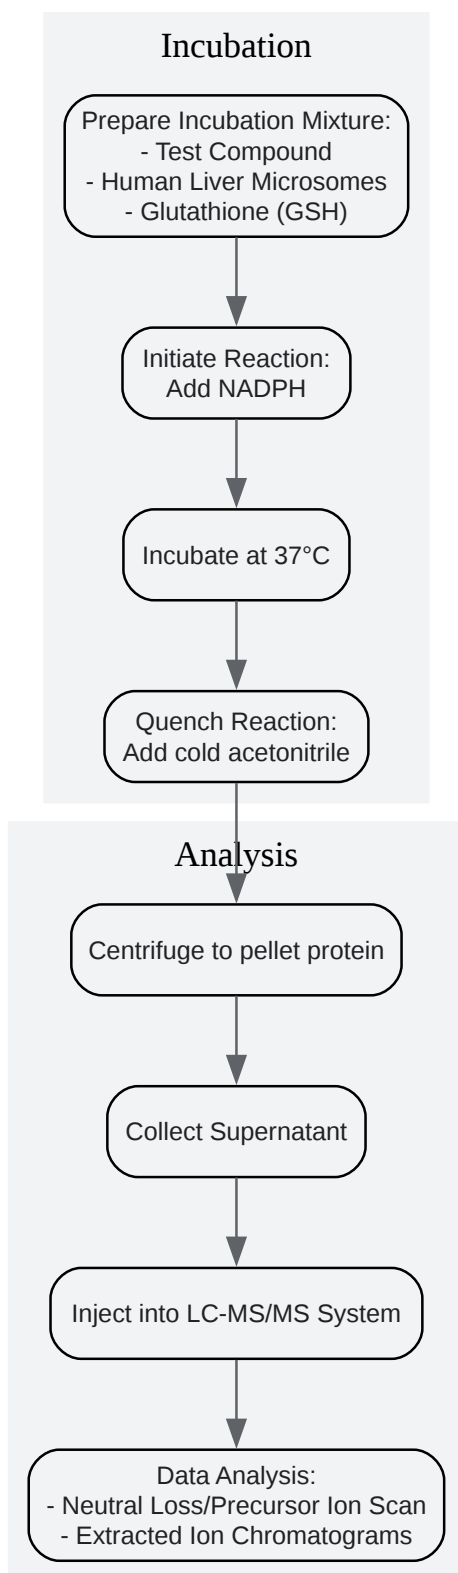 Incubation
Prepare Incubation Mixture:
- Test Compound
- Human Liver Microsomes
- Glutathione (GSH)
Initiate Reaction:
Add NADPH
Incubate at 37°C
Quench Reaction:
Add cold acetonitrile
Analysis
Centrifuge to pellet protein
Collect Supernatant
Inject into LC-MS/MS System
Data Analysis:
- Neutral Loss/Precursor Ion Scan
- Extracted Ion Chromatograms